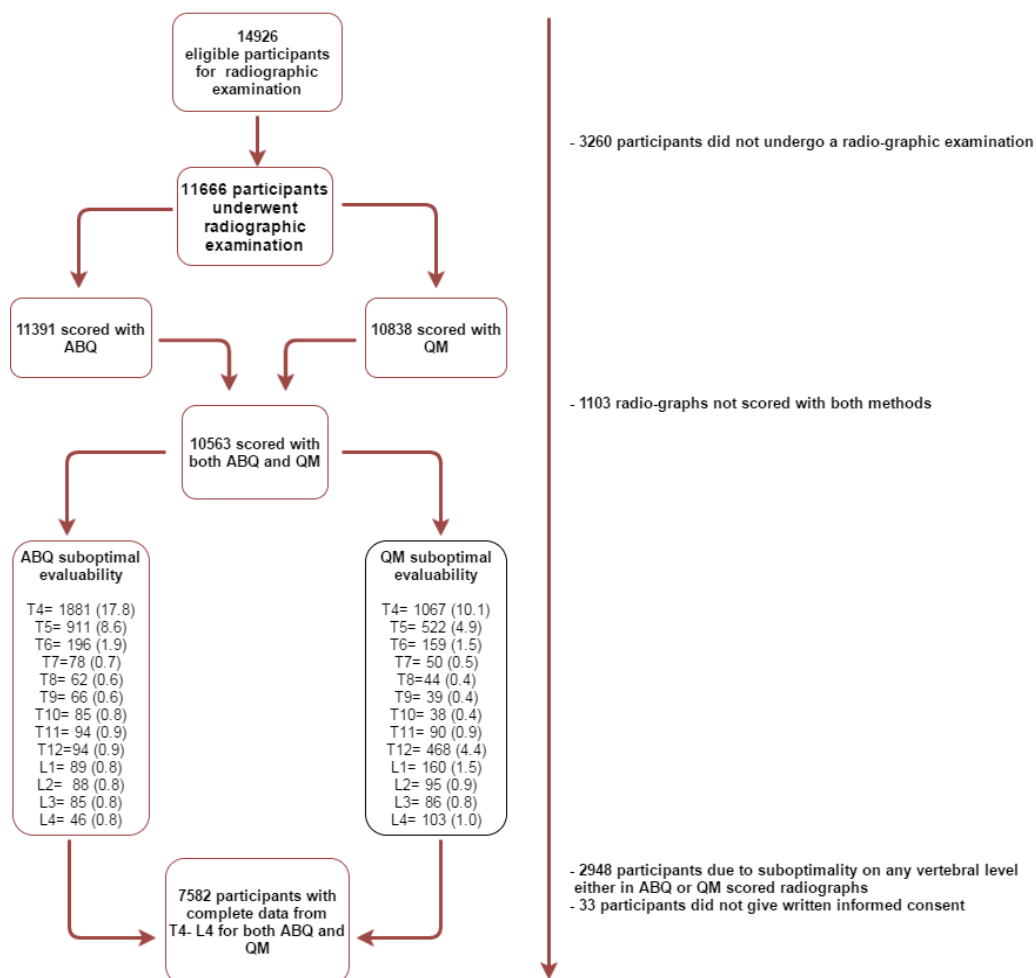 14926
eligible participants
for radiographic
examination
- 3260 participants did not undergo a radio-graphic examination
11666 participants
underwent
radiographic
examination
11391 scored with
ABQ
10838 scored with
QM
- 1103 radio-graphs not scored with both methods
10563 scored with
both ABQ and QM
ABQ suboptimal
evaluability
T4= 1881 (17.8)
T5= 911 (8.6)
T6= 196 (1.9)
T7=78 (0.7)
T8= 62 (0.6)
T9= 66 (0.6)
T10= 85 (0.8)
T11= 94 (0.9)
T12=94 (0.9)
L1= 89 (0.8)
L2= 88 (0.8)
L3= 85 (0.8)
L4= 46 (0.8)
QM suboptimal
evaluability
T4= 1067 (10.1)
T5= 522 (4.9)
T6= 159 (1.5)
T7= 50 (0.5)
T8=44 (0.4)
T9= 39 (0.4)
T10= 38 (0.4)
T11= 90 (0.9)
T12= 468 (4.4)
L1= 160 (1.5)
L2= 95 (0.9)
L3= 86 (0.8)
L4= 103 (1.0)
- 2948 participants due to suboptimality on any vertebral level
either in ABQ or QM scored radiographs
- 33 participants did not give written informed consent
7582 participants with
complete data from
T4- L4 for both ABQ and
QM